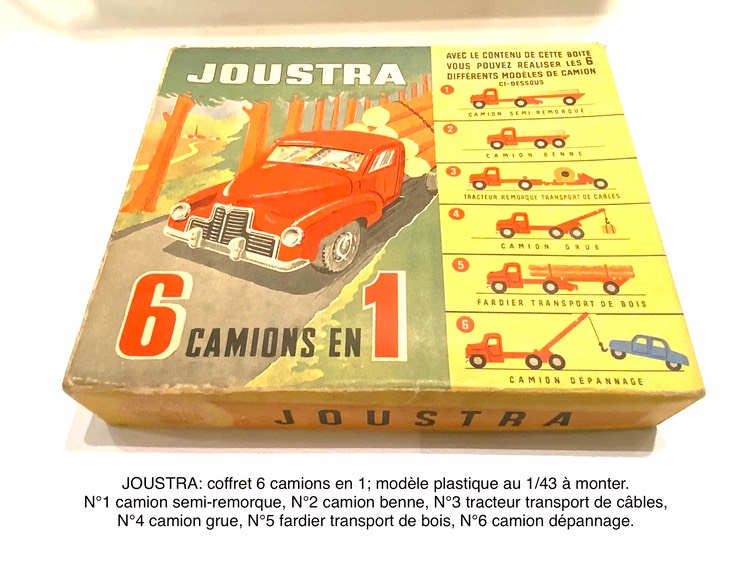 JOUSTRA
6 CAMIONS EN 1
AVEC LE CONTENU DE CETTE BOITE
VOUS POUVEZ RÉALISER LES 6
DIFFÉRENTS MODÈLES DE CAMION
CI-DESSOUS
1
CAMION SEMI-REMORQUE
2
CAMION BENNE
3
TRACTEUR REMORQUE TRANSPORT DE CABLES
4
CAMION GRUE
5
FARDIER TRANSPORT DE BOIS
6
CAMION DÉPANNAGE
JOUSTRA
JOUSTRA: coffret 6 camions en 1; modèle plastique au 1/43 à monter.
N°1 camion semi-remorque, N°2 camion benne, N°3 tracteur transport de câbles,
N°4 camion grue, N°5 fardier transport de bois, N°6 camion dépannage.